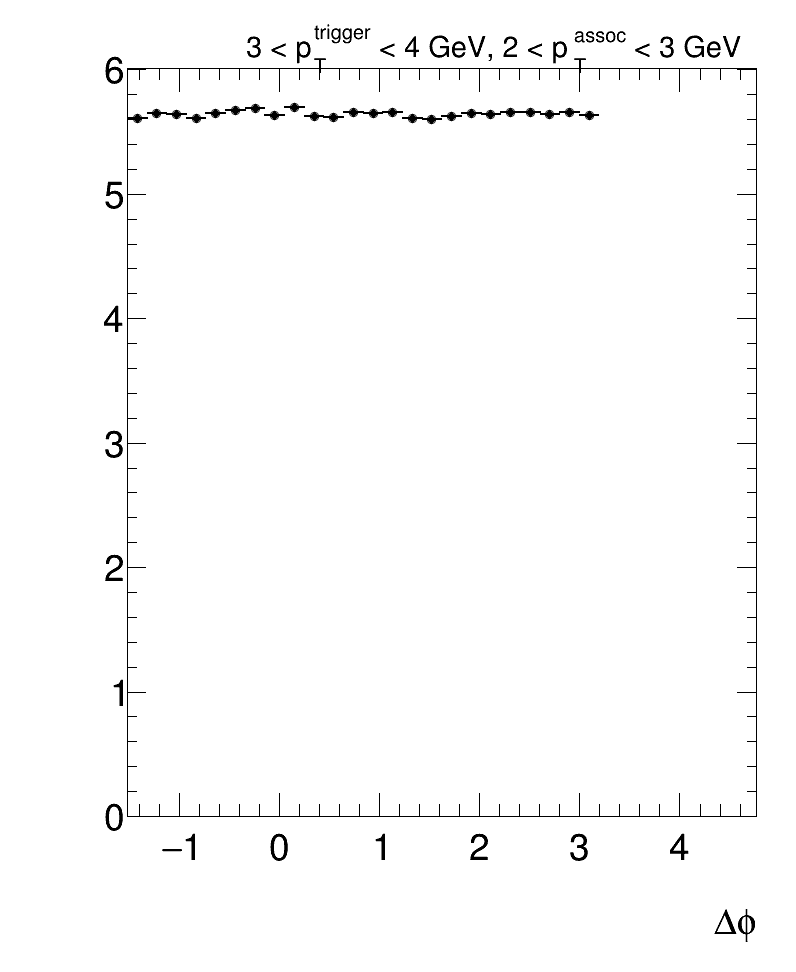 3 < p_T^trigger < 4 GeV, 2 < p_T^assoc < 3 GeV
6
5
4
3
2
1
0
−1 0 1 2 3 4
Δϕ